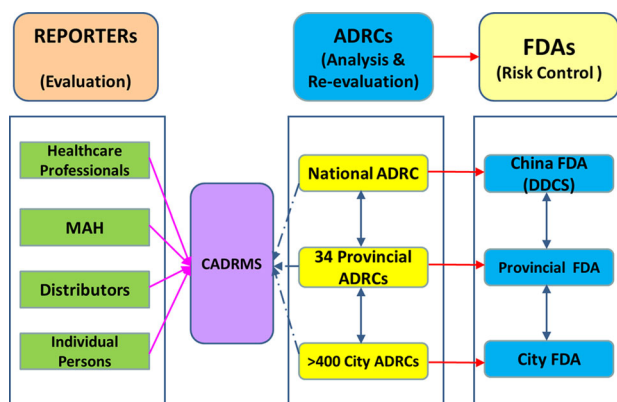 REPORTERs
(Evaluation)
ADRCs
(Analysis &
Re-evaluation)
FDAs
(Risk Control )
Healthcare
Professionals
MAH
Distributors
Individual
Persons
CADRMS
National ADRC
34 Provincial
ADRCs
>400 City ADRCs
China FDA
(DDCS)
Provincial FDA
City FDA